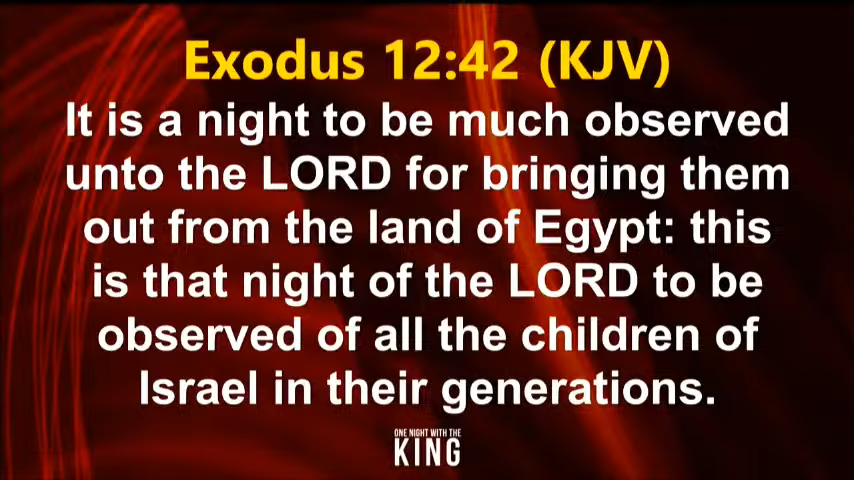 Exodus 12:42 (KJV)
It is a night to be much observed
unto the LORD for bringing them
out from the land of Egypt: this
is that night of the LORD to be
observed of all the children of
Israel in their generations.
ONE NIGHT WITH THE
KING